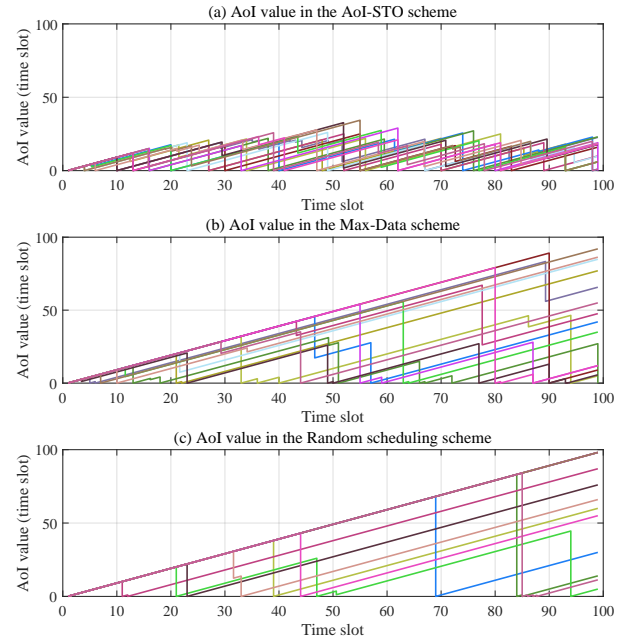 (a) AoI value in the AoI-STO scheme
AoI value (time slot)
100
50
0
0 10 20 30 40 50 60 70 80 90 100
Time slot
(b) AoI value in the Max-Data scheme
AoI value (time slot)
100
50
0
0 10 20 30 40 50 60 70 80 90 100
Time slot
(c) AoI value in the Random scheduling scheme
AoI value (time slot)
100
50
0
0 10 20 30 40 50 60 70 80 90 100
Time slot